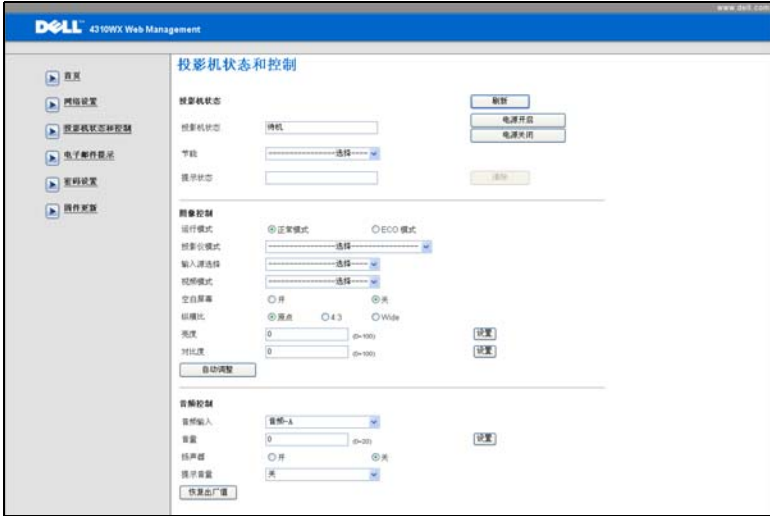 www.dell.com
DELL 4310WX Web Management
首页
网络设置
投影机状态和控制
电子邮件提示
密码设置
固件更新
投影机状态和控制
投影机状态 刷新
投影机状态 待机 电源开启
电源关闭
节能 ------------------选择----
提示状态 清除
图像控制
运行模式 正常模式 ECO 模式
投影仪模式 ------------------选择------------------
输入源选择 ------------------选择----
视频模式 ------------------选择----
空白屏幕 开 关
纵横比 原点 4:3 Wide
亮度 0 (0~100) 设置
对比度 0 (0~100) 设置
自动调整
音频控制
音频输入 音频-A
音量 0 (0~20) 设置
扬声器 开 关
提示音量 关
恢复出厂值